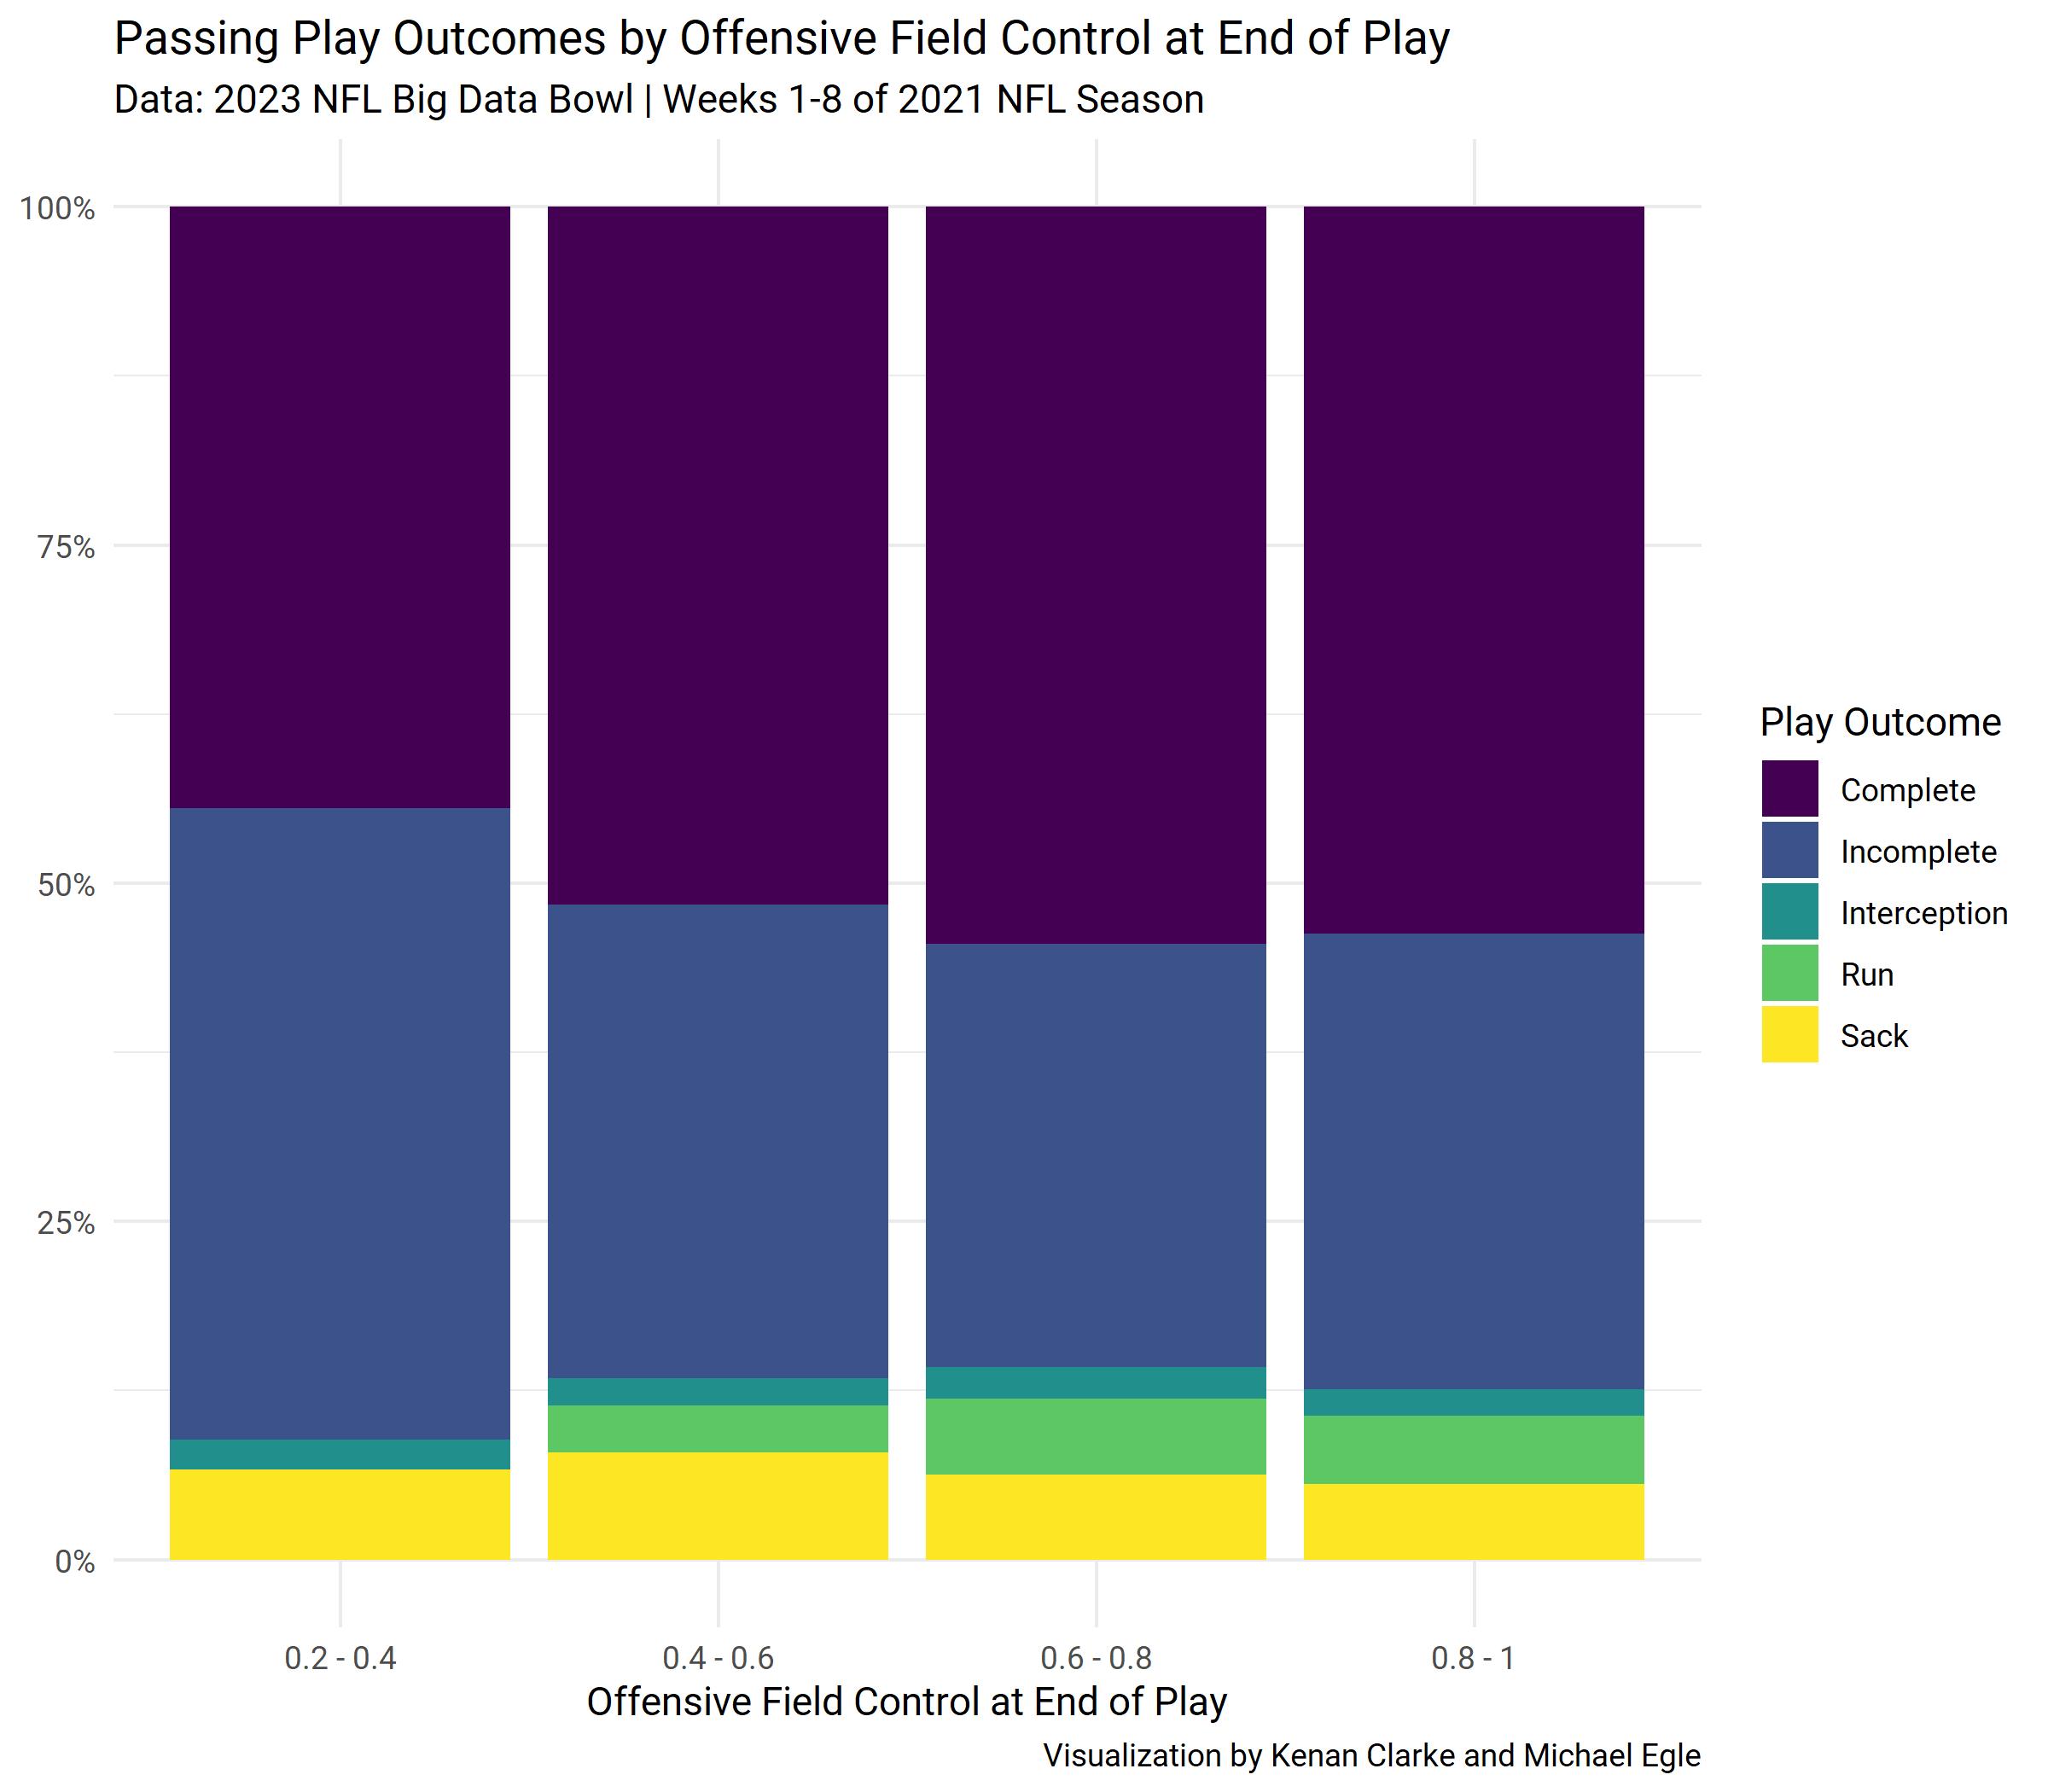 Passing Play Outcomes by Offensive Field Control at End of Play
Data: 2023 NFL Big Data Bowl | Weeks 1-8 of 2021 NFL Season
100%
75%
50%
25%
0%
0.2 - 0.4
0.4 - 0.6
0.6 - 0.8
0.8 - 1
Offensive Field Control at End of Play
Play Outcome
Complete
Incomplete
Interception
Run
Sack
Visualization by Kenan Clarke and Michael Egle